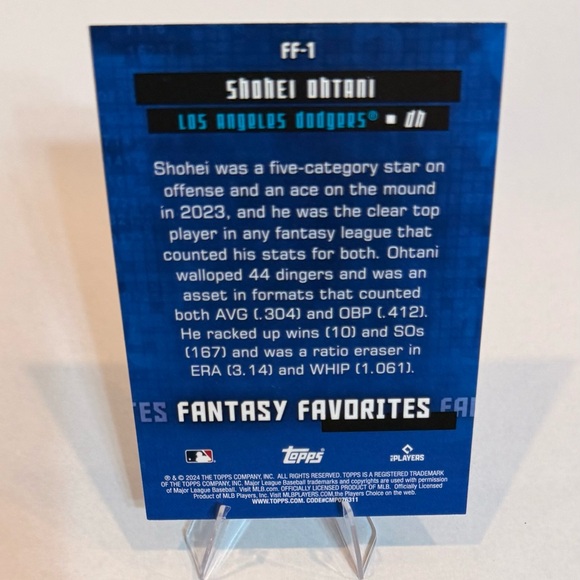 FF-1
SHOHEI OHTANI
LOS ANGELES DODGERS® ■ DH
Shohei was a five-category star on
offense and an ace on the mound
in 2023, and he was the clear top
player in any fantasy league that
counted his stats for both. Ohtani
walloped 44 dingers and was an
asset in formats that counted
both AVG (.304) and OBP (.412).
He racked up wins (10) and SOs
(167) and was a ratio eraser in
ERA (3.14) and WHIP (1.061).
TES FANTASY FAVORITES FAN
Topps
PLAYERS
® & © 2024 THE TOPPS COMPANY, INC. ALL RIGHTS RESERVED. TOPPS IS A REGISTERED TRADEMARK
OF THE TOPPS COMPANY, INC. Major League Baseball trademarks and copyrights are used with permission
of Major League Baseball. Visit MLB.com. OFFICIALLY LICENSED PRODUCT OF MLB. Officially Licensed
Product of MLB Players, Inc. Visit MLBPLAYERS.COM, the Players Choice on the web.
WWW.TOPPS.COM. CODE#CMP076311